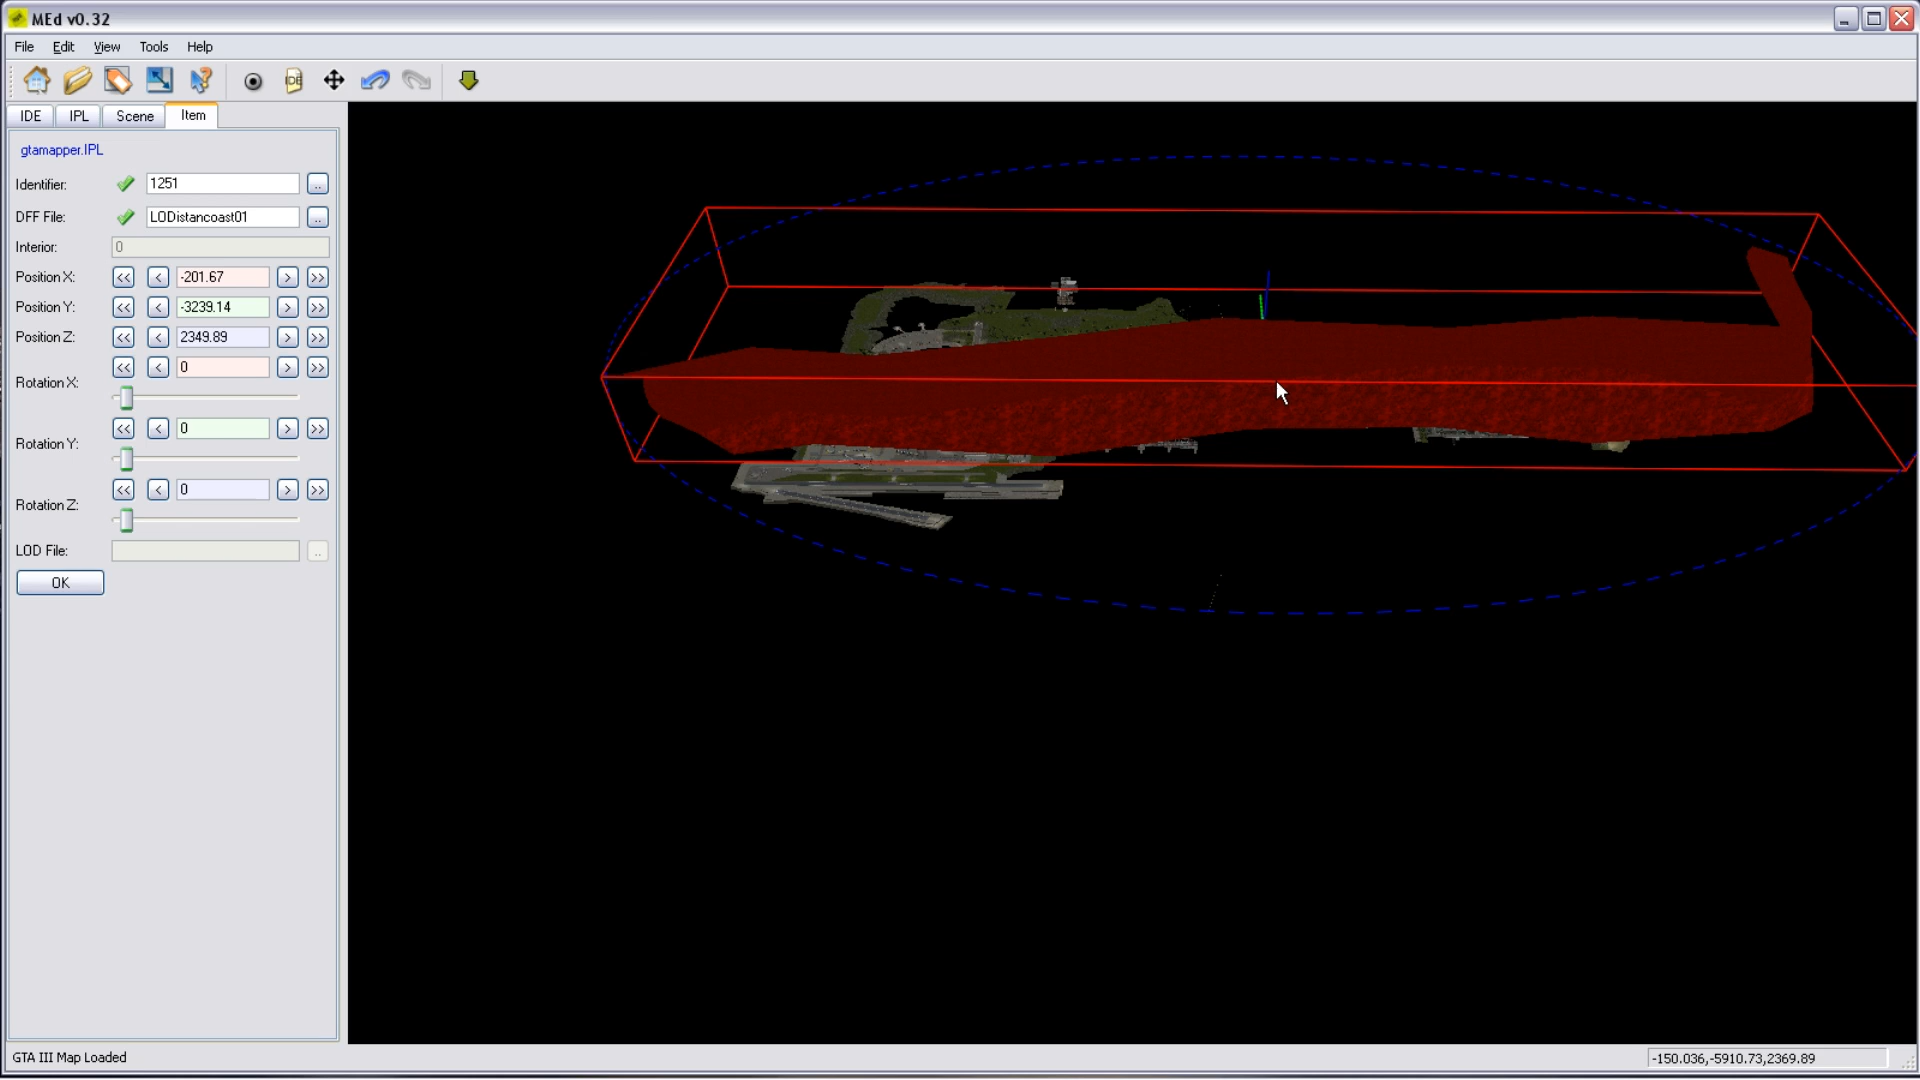 MEd v0.32
File Edit View Tools Help
IDE
IDE IPL Scene Item
gtamapper.IPL
Identifier: 1251 ..
DFF File: LODistancoast01 ..
Interior: 0
Position X: << < -201.67 > >>
Position Y: << < -3239.14 > >>
Position Z: << < 2349.89 > >>
<< < 0 > >>
Rotation X:
<< < 0 > >>
Rotation Y:
<< < 0 > >>
Rotation Z:
LOD File: ..
OK
GTA III Map Loaded
-150.036,-5910.73,2369.89